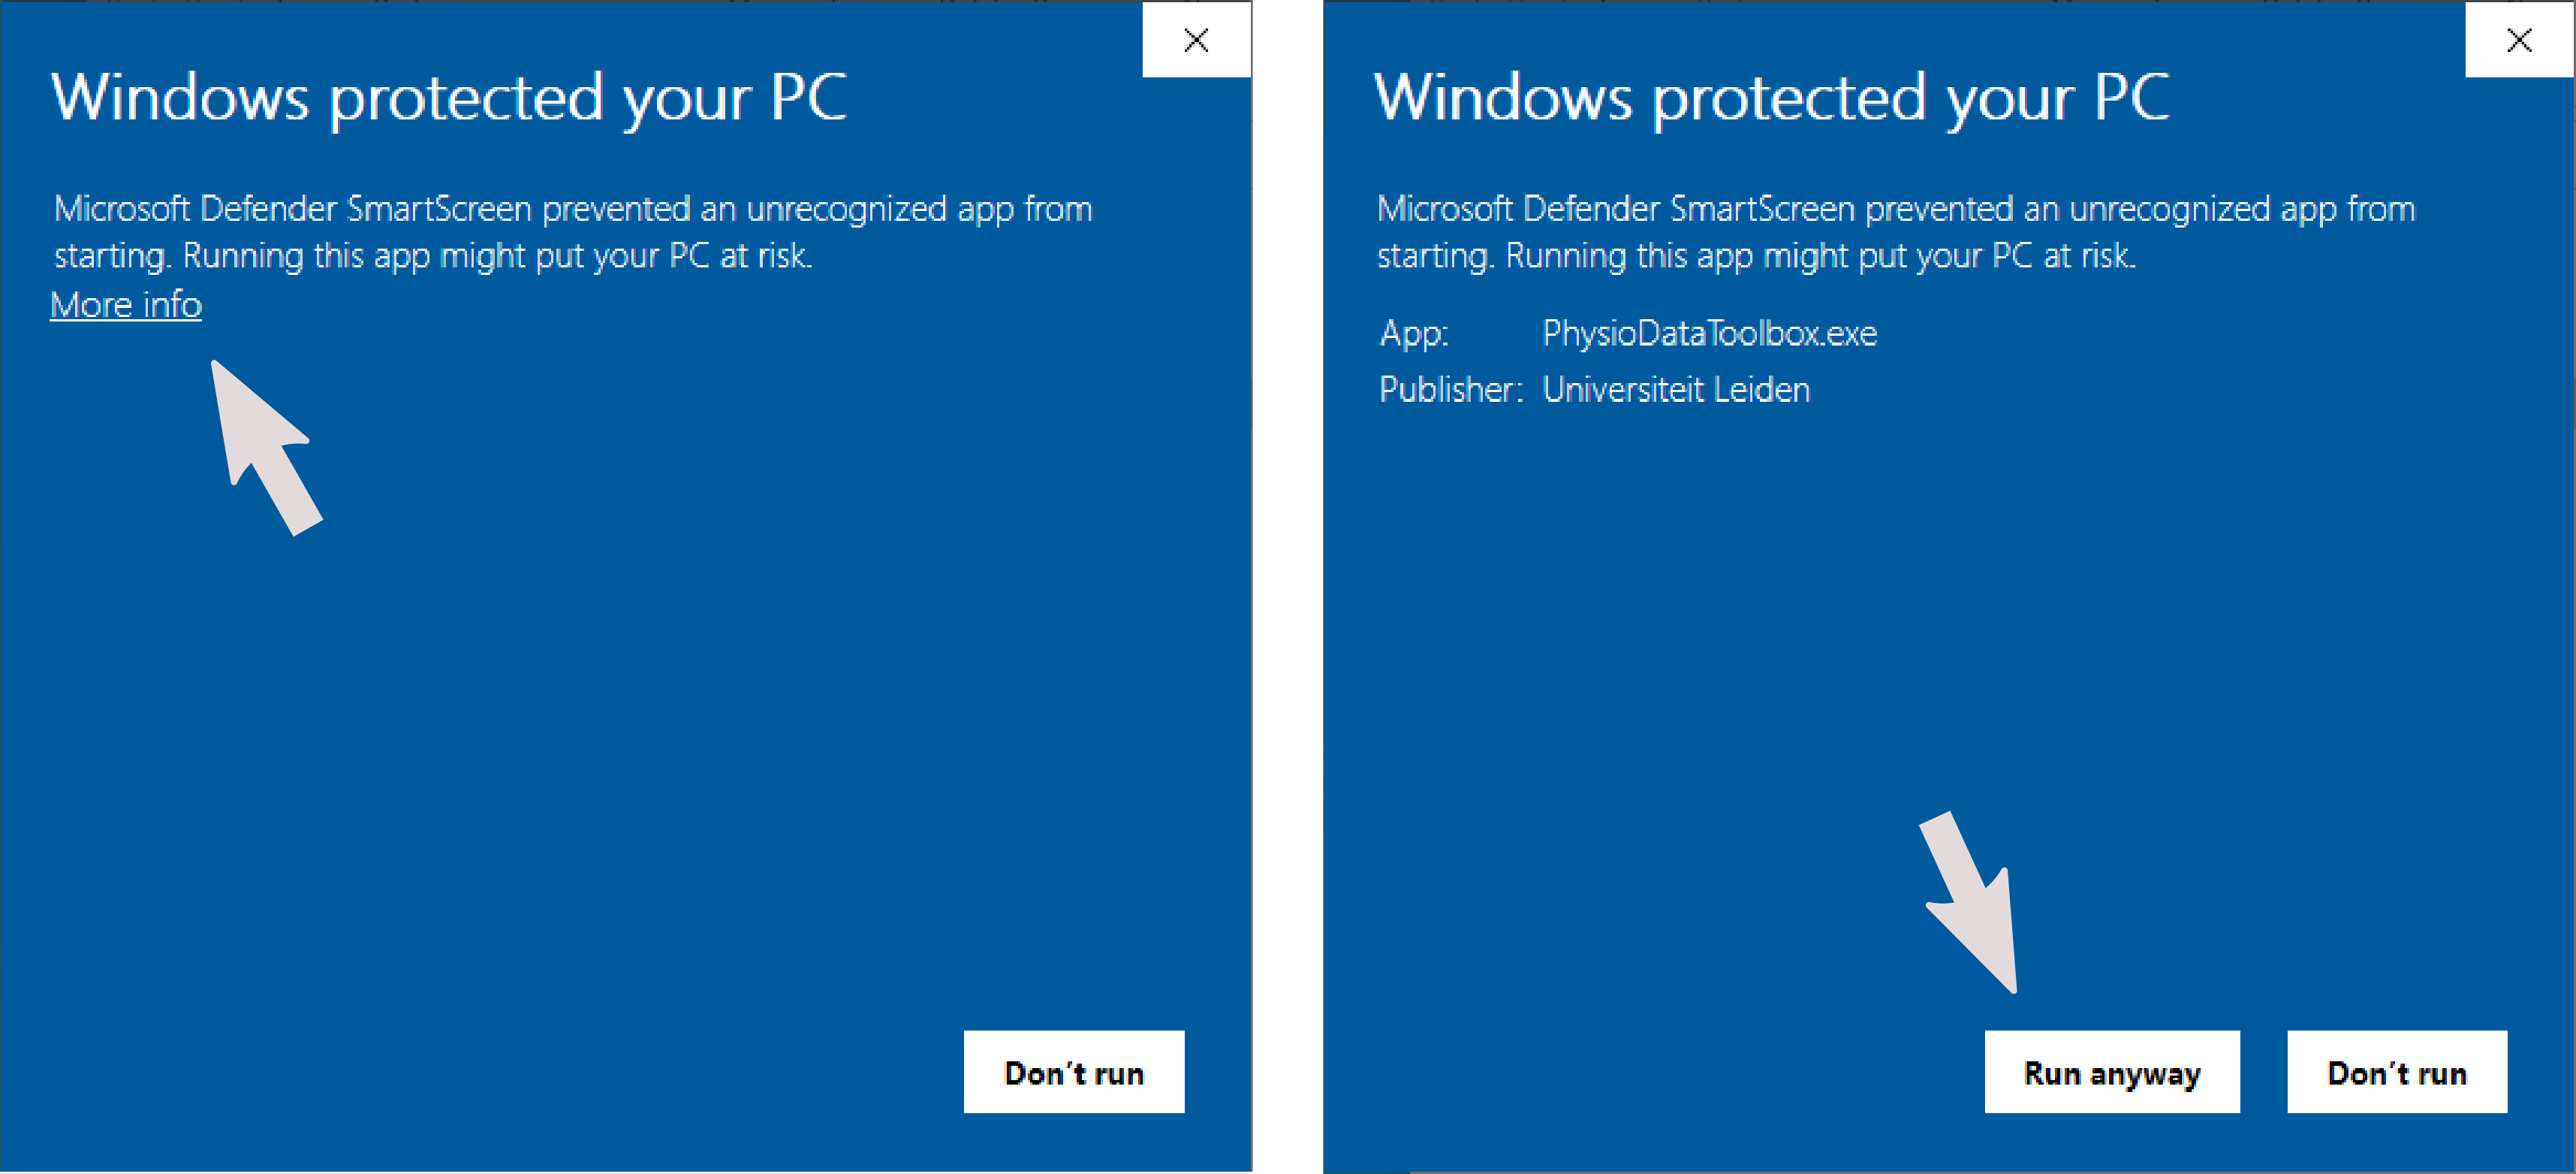 Windows protected your PC
Microsoft Defender SmartScreen prevented an unrecognized app from
starting. Running this app might put your PC at risk.
More info
Don't run
Windows protected your PC
Microsoft Defender SmartScreen prevented an unrecognized app from
starting. Running this app might put your PC at risk.
App: PhysioDataToolbox.exe
Publisher: Universiteit Leiden
Run anyway Don't run